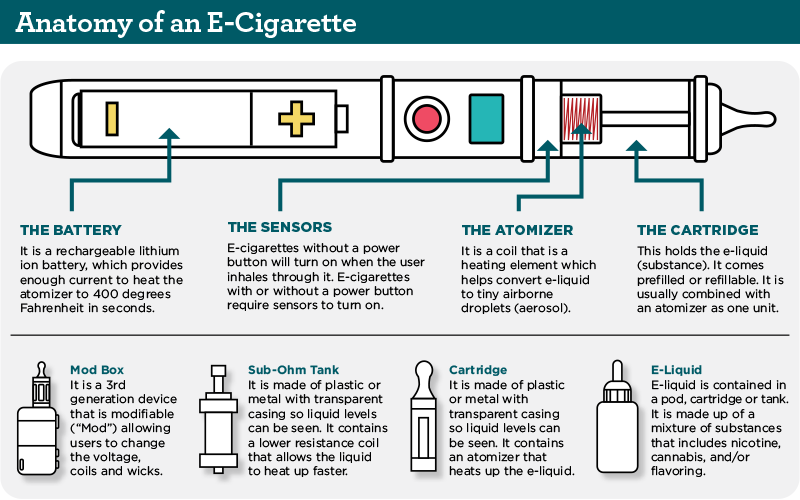 Anatomy of an E-Cigarette
THE BATTERY
It is a rechargeable lithium
ion battery, which provides
enough current to heat the
atomizer to 400 degrees
Fahrenheit in seconds.
THE SENSORS
E-cigarettes without a power
button will turn on when the user
inhales through it. E-cigarettes
with or without a power button
require sensors to turn on.
THE ATOMIZER
It is a coil that is a
heating element which
helps convert e-liquid
to tiny airborne
droplets (aerosol).
THE CARTRIDGE
This holds the e-liquid
(substance). It comes
prefilled or refillable. It is
usually combined with
an atomizer as one unit.
Mod Box
It is a 3rd
generation device
that is modifiable
(“Mod”) allowing
users to change
the voltage,
coils and wicks.
Sub-Ohm Tank
It is made of plastic or
metal with transparent
casing so liquid levels
can be seen. It contains
a lower resistance coil
that allows the liquid
to heat up faster.
Cartridge
It is made of plastic
or metal with
transparent casing
so liquid levels can
be seen. It contains
an atomizer that
heats up the e-liquid.
E-Liquid
E-liquid is contained in
a pod, cartridge or tank.
It is made up of a
mixture of substances
that includes nicotine,
cannabis, and/or
flavoring.